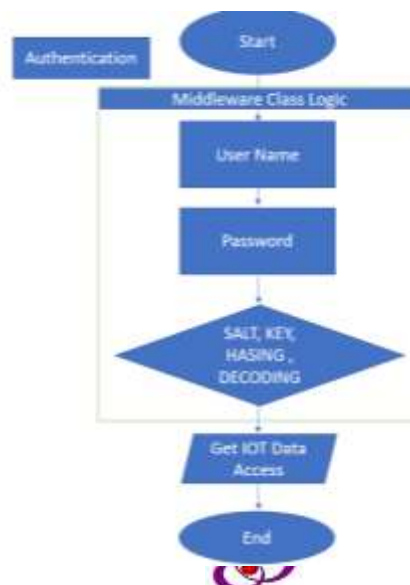 Start
Authentication
Middleware Class Logic
User Name
Password
SALT, KEY,
HASING ,
DECODING
Get IOT Data
Access
End